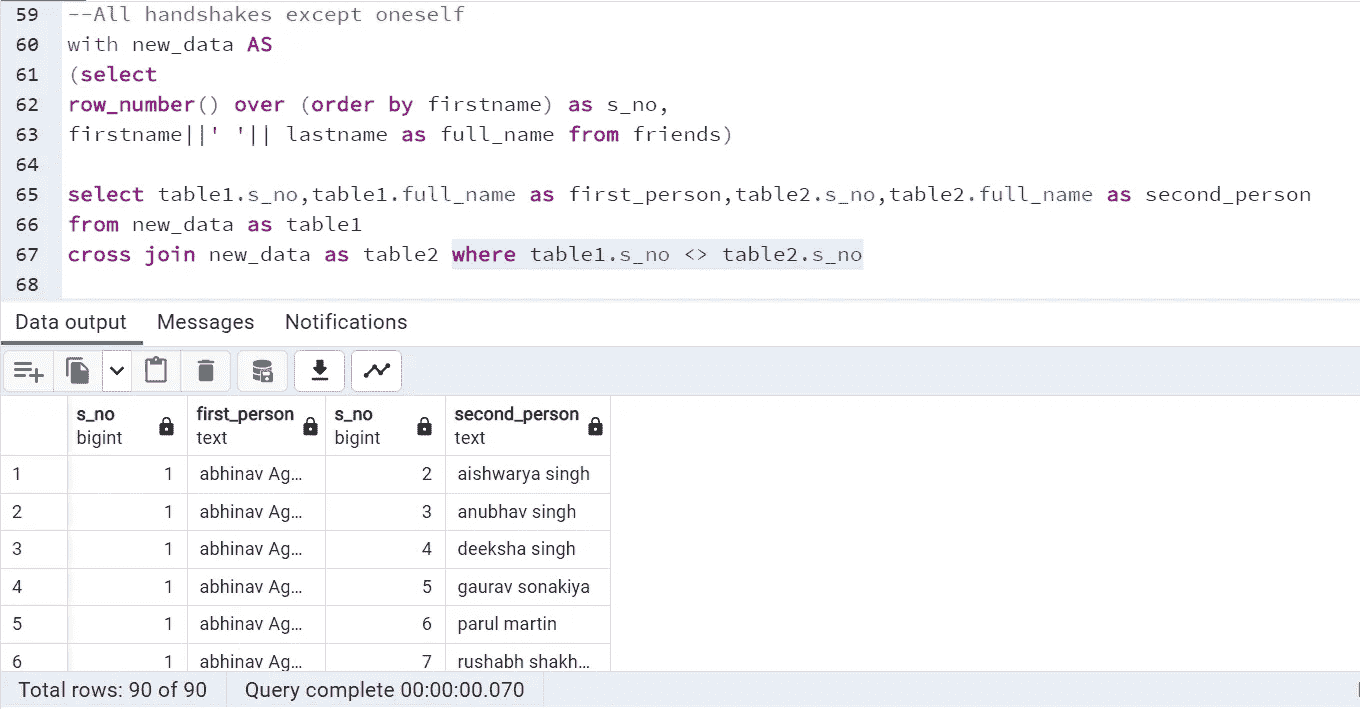 59 --All handshakes except oneself
60 with new_data AS
61 (select
62 row_number() over (order by firstname) as s_no,
63 firstname||' '|| lastname as full_name from friends)
64
65 select table1.s_no,table1.full_name as first_person,table2.s_no,table2.full_name as second_person
66 from new_data as table1
67 cross join new_data as table2 where table1.s_no <> table2.s_no
68
Data output Messages Notifications
s_no first_person s_no second_person
bigint text bigint text
1 1 abhinav Ag... 2 aishwarya singh
2 1 abhinav Ag... 3 anubhav singh
3 1 abhinav Ag... 4 deeksha singh
4 1 abhinav Ag... 5 gaurav sonakiya
5 1 abhinav Ag... 6 parul martin
6 1 abhinav Ag... 7 rushabh shakh...
Total rows: 90 of 90 Query complete 00:00:00.070